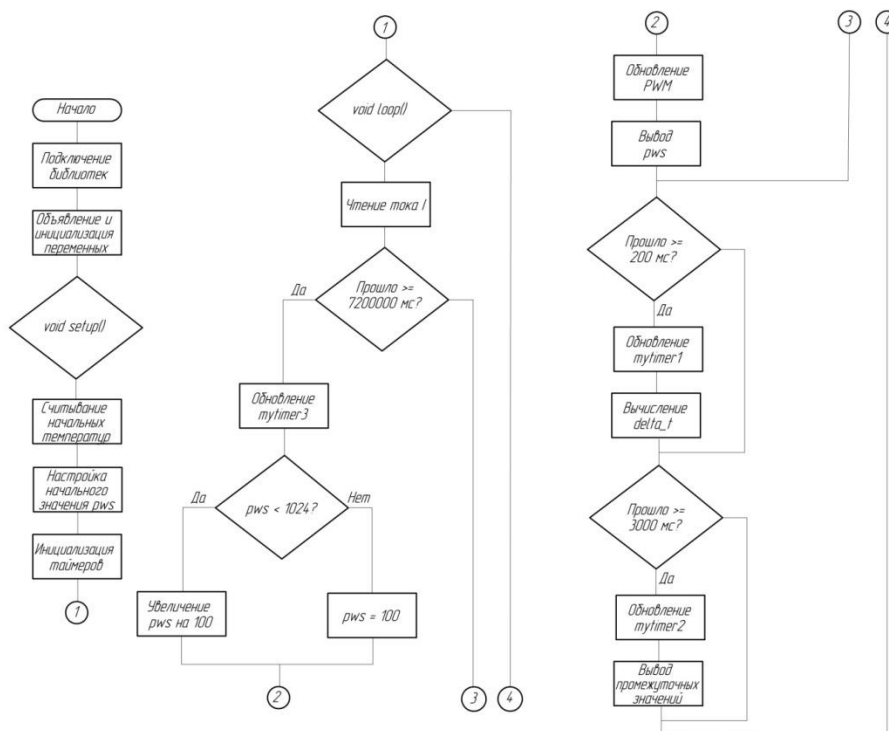 Начало
Подключение
библиотек
Объявление и
инициализация
переменных
void setup()
Считывание
начальных
температур
Настройка
начального
значения pws
Инициализация
таймеров
1
1
void loop()
Чтение тока I
Прошло >=
7200000 мс?
Да
Обновление
mytimer3
pws < 1024?
Да
Нет
Увеличение
pws на 100
pws = 100
2
3
4
2
3
4
Обновление
PWM
Вывод
pws
Прошло >=
200 мс?
Да
Обновление
mytimer1
Вычисление
delta_t
Прошло >=
3000 мс?
Да
Обновление
mytimer2
Вывод
промежуточных
значений